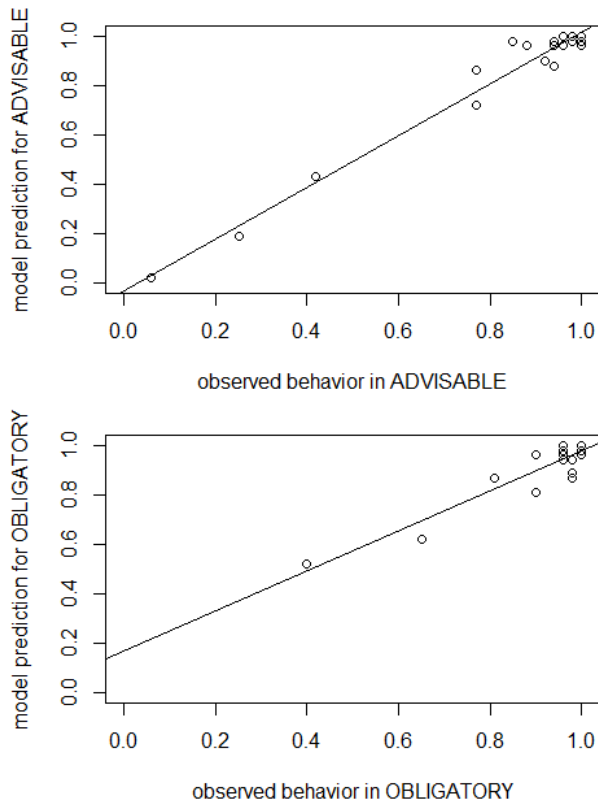 model prediction for ADVISABLE
1.0
0.8
0.6
0.4
0.2
0.0
0.0 0.2 0.4 0.6 0.8 1.0
observed behavior in ADVISABLE
model prediction for OBLIGATORY
1.0
0.8
0.6
0.4
0.2
0.0
0.0 0.2 0.4 0.6 0.8 1.0
observed behavior in OBLIGATORY